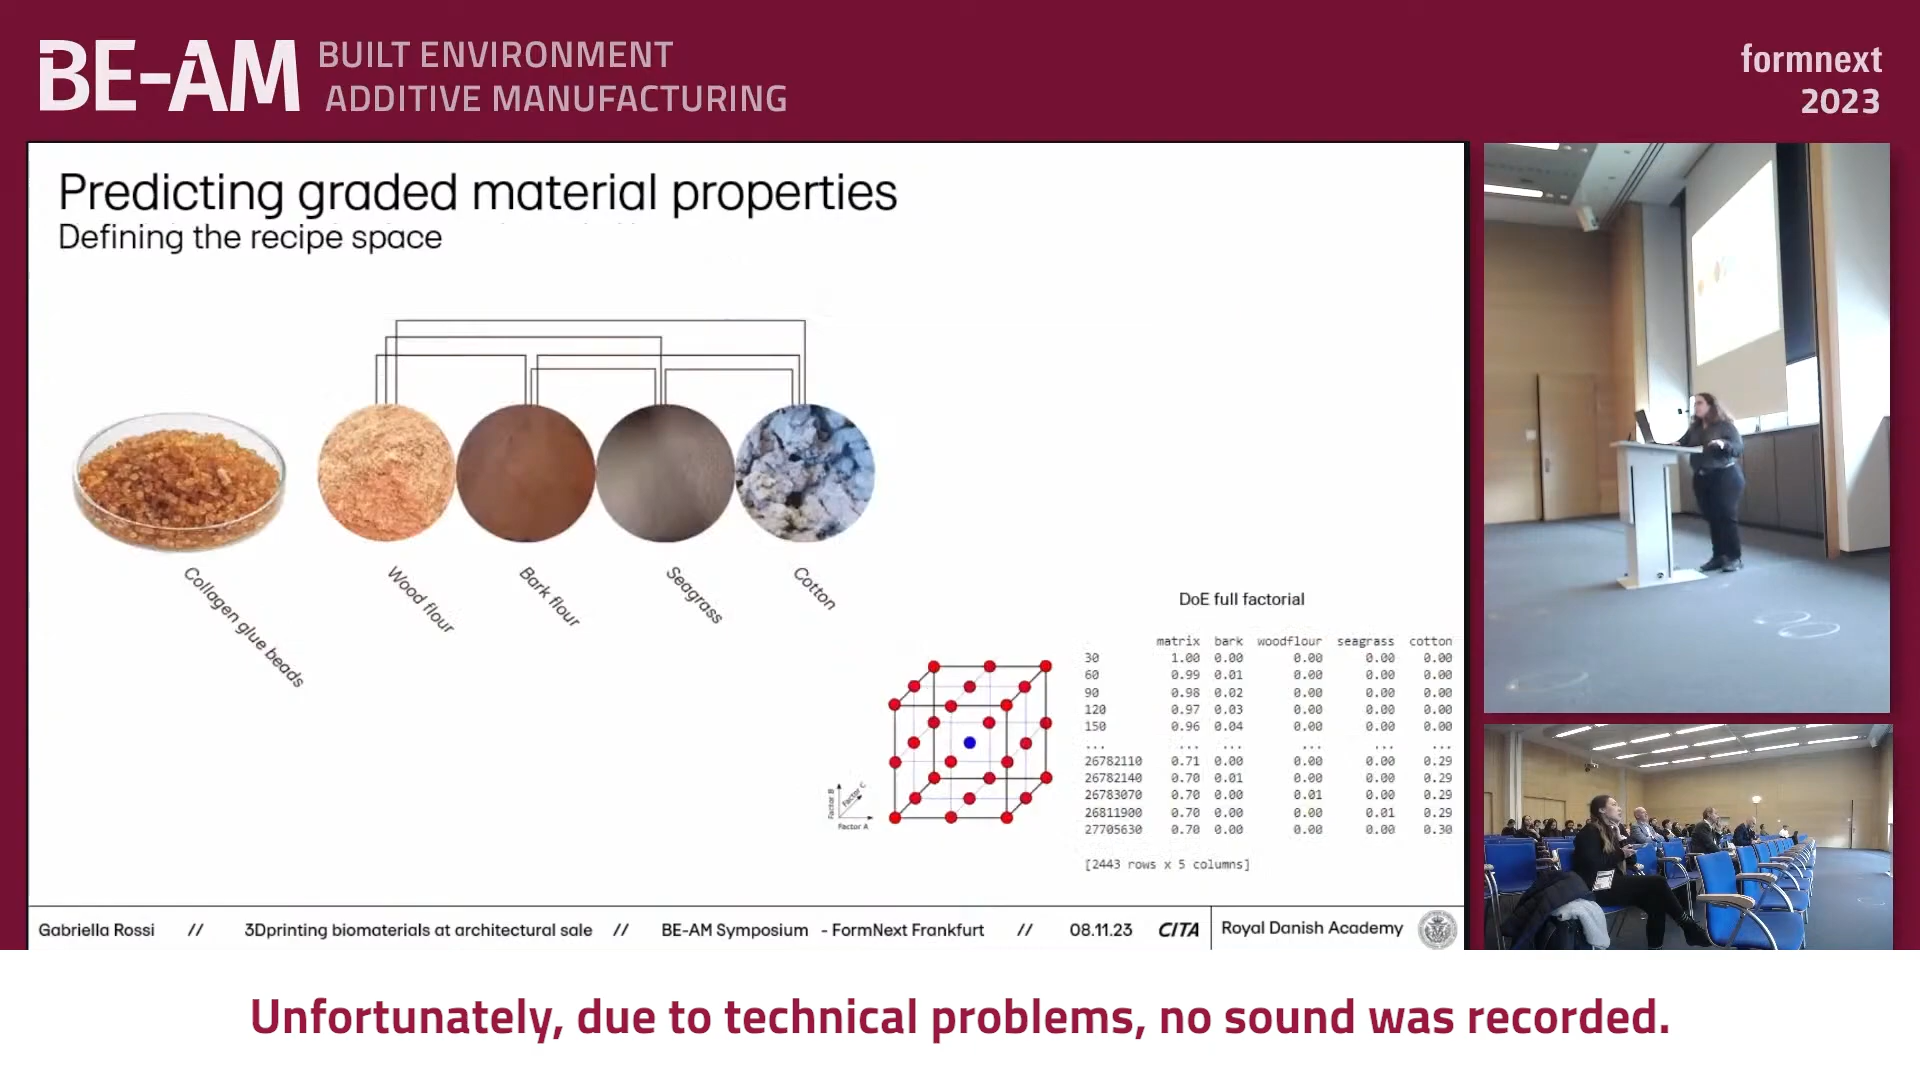 BE-AM BUILT ENVIRONMENT
ADDITIVE MANUFACTURING
formnext
2023
Predicting graded material properties
Defining the recipe space
Collagen glue beads
Wood flour
Bark flour
Seagrass
Cotton
DoE full factorial
matrix bark woodflour seagrass cotton
30 1.00 0.00 0.00 0.00 0.00
60 0.99 0.01 0.00 0.00 0.00
90 0.98 0.02 0.00 0.00 0.00
120 0.97 0.03 0.00 0.00 0.00
150 0.96 0.04 0.00 0.00 0.00
... ... ... ... ... ...
26782110 0.71 0.00 0.00 0.00 0.29
26782140 0.70 0.01 0.00 0.00 0.29
26783070 0.70 0.00 0.01 0.00 0.29
26811900 0.70 0.00 0.00 0.01 0.29
27705630 0.70 0.00 0.00 0.00 0.30
[2443 rows x 5 columns]
Factor B
Factor C
Factor A
Gabriella Rossi // 3Dprinting biomaterials at architectural sale // BE-AM Symposium - FormNext Frankfurt // 08.11.23 CITA Royal Danish Academy
Unfortunately, due to technical problems, no sound was recorded.